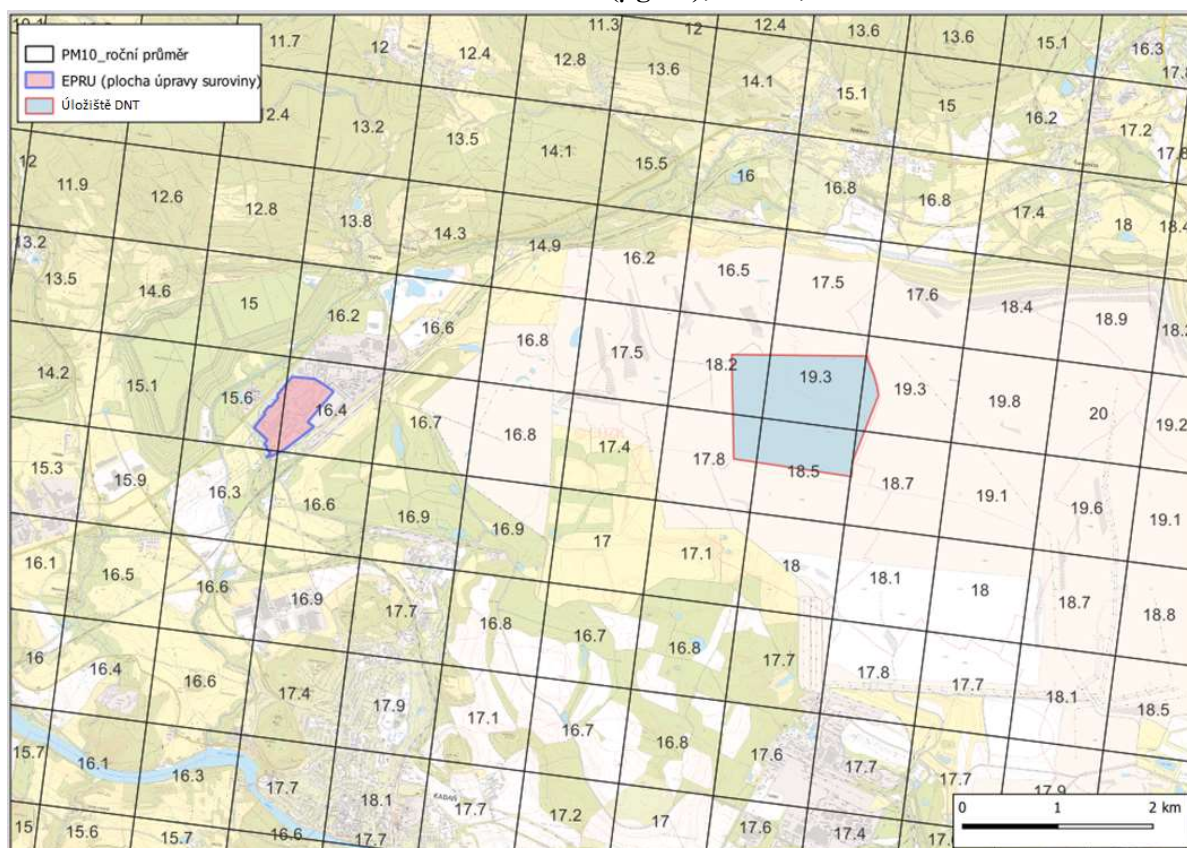 PM10_roční průměr
EPRU (plocha úpravy suroviny)
Úložiště DNT
11.7 12 12.4 11.3 12 12.4 13.6 13.6 15.1 16.3
12.8 13.6 14.1 15.1 15 16.2 17.2
12.4 13.2 13.5 14.1 15.5 16 16.8 16.8 17.4 18 18.4
12 11.9 12.6 12.8 13.8 14.3 14.9 16.2 16.5 17.5 17.6 18.4 18.9
13.2 13.5 14.6 15 16.2 16.6 16.8 17.5 18.2 19.3 19.3 19.8 20 19.2
14.2 15.1 15.6 16.4 16.7 16.8 17.4 17.8 18.5 18.7 19.1 19.6 19.1
15.3 15.9 16.3 16.6 16.9 16.9 17 17.1 18 18.1 18 18.7 18.8
16.1 16.5 16.6 16.9 17.7 16.8 16.7 16.8 17.7 17.8 17.7 18.1 18.5
16 16.4 16.6 17.4 17.9 17.1 16.7 16.8 17.6 17.7 17.7 17.9
15.7 16.1 16.3 17.7 18.1 17.7 17.2 17 17.6 17.4
KADAŇ
15 15.6 15.7 16.6 17.7
0 1 2 km